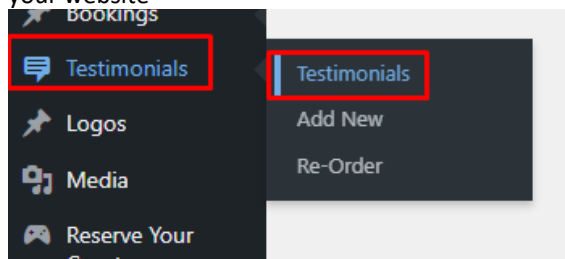 your website
Bookings
Testimonials
Testimonials
Add New
Logos
Re-Order
Media
Reserve Your